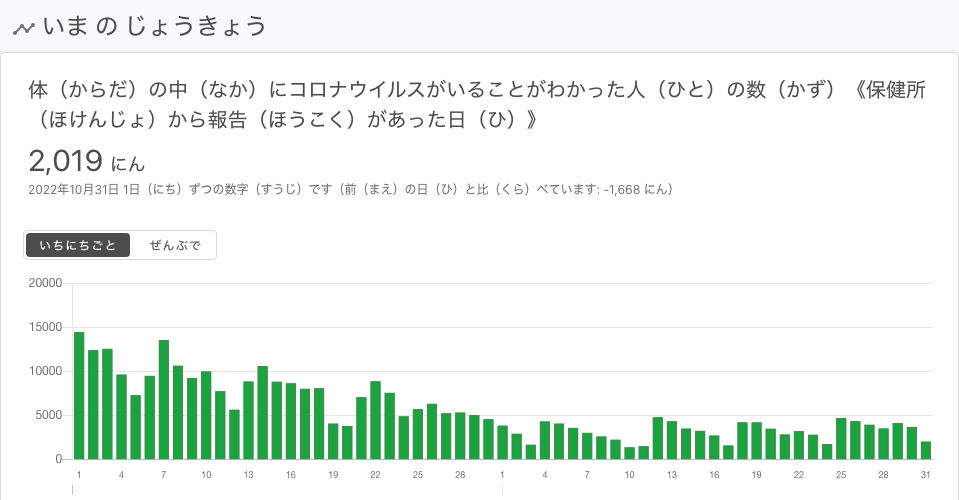 いま の じょうきょう
体（からだ）の中（なか）にコロナウイルスがいることがわかった人（ひと）の数（かず）《保健所
（ほけんじょ）から報告（ほうこく）があった日（ひ）》
2,019 にん
2022年10月31日 1日（にち）ずつの数字（すうじ）です（前（まえ）の日（ひ）と比（くら）べています: -1,668 にん）
いちにちごと ぜんぶで
20000
15000
10000
5000
0
1 4 7 10 13 16 19 22 25 28 1 4 7 10 13 16 19 22 25 28 31